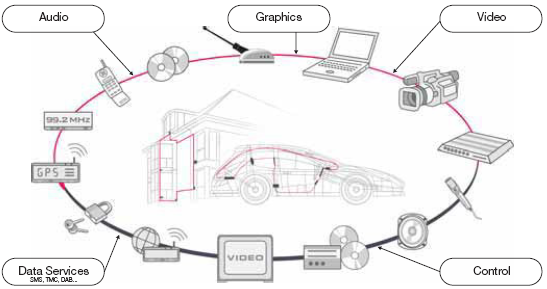 Audio
Graphics
Video
99.2 MHz
GPS
VIDEO
Data Services
SMS, TMC, DAB...
Control